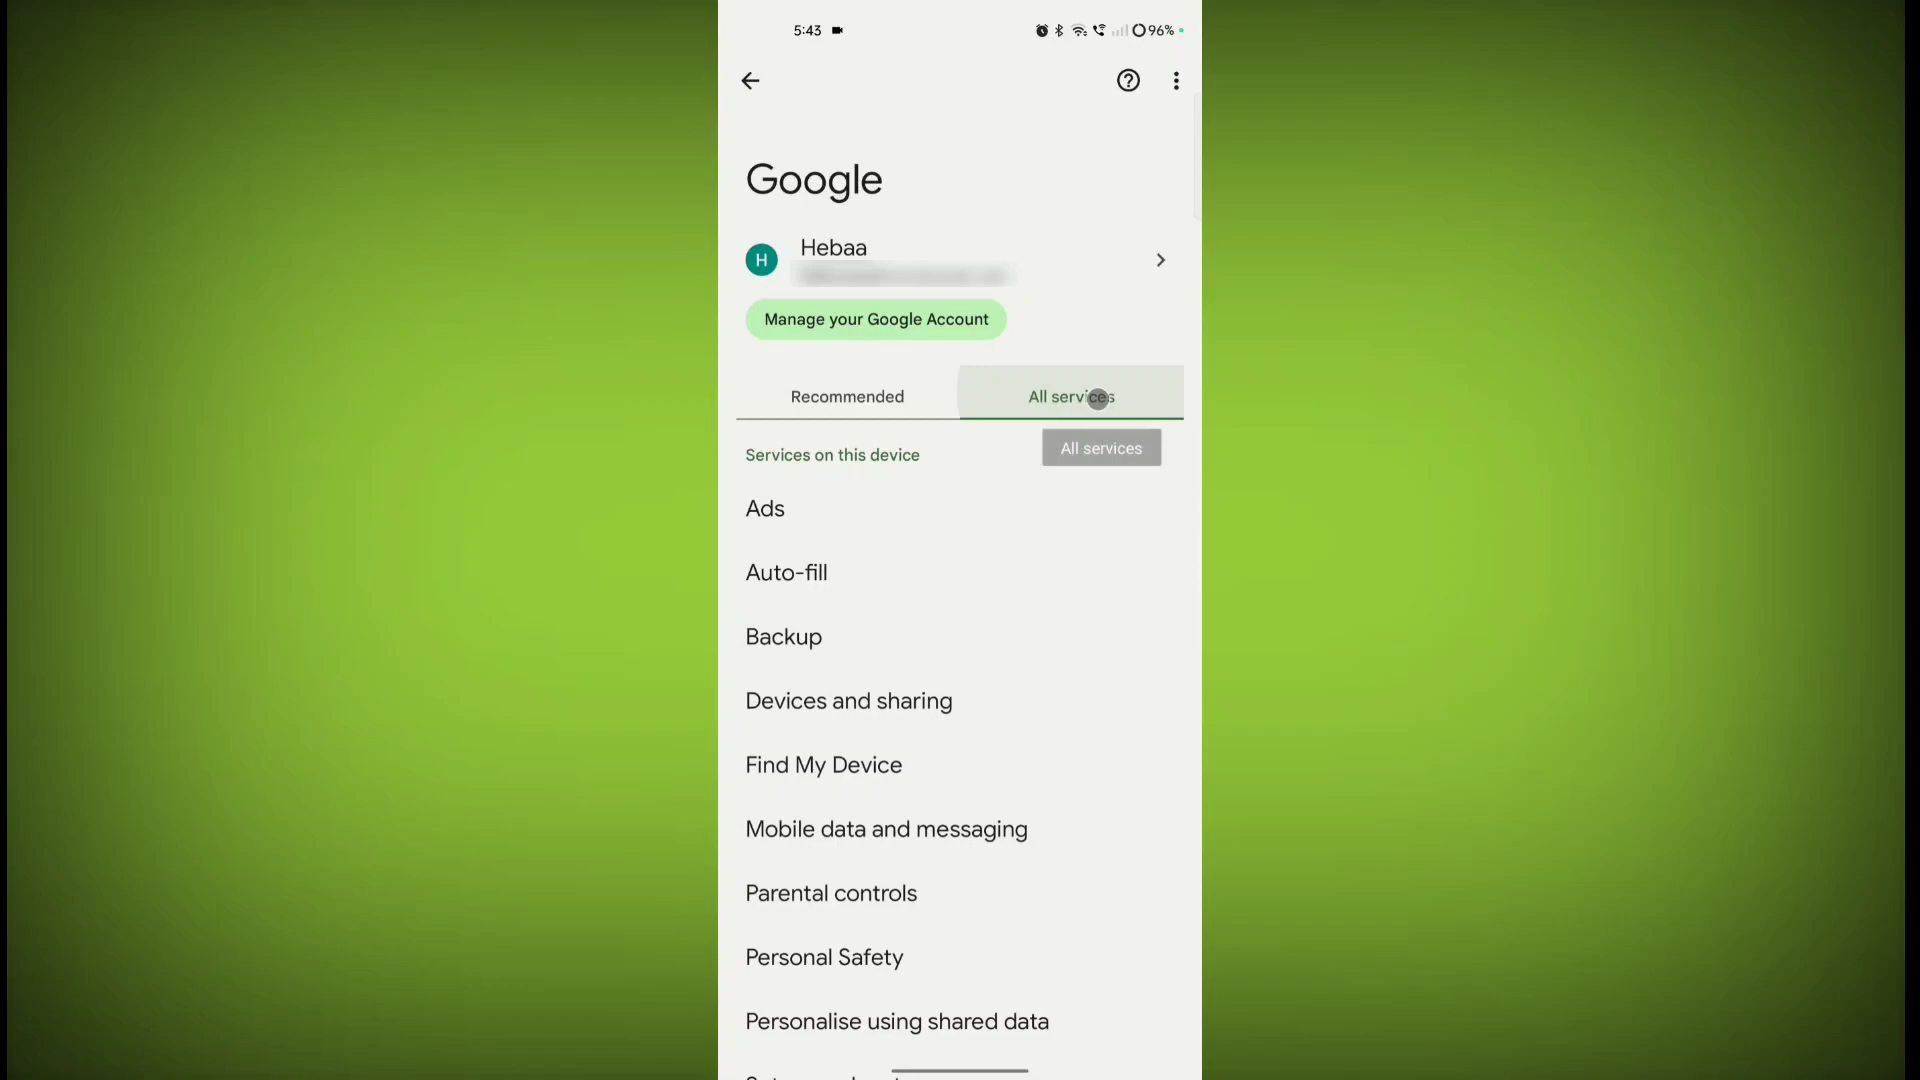 5:43
96%
Google
H
Hebaa
Manage your Google Account
Recommended
All services
All services
Services on this device
Ads
Auto-fill
Backup
Devices and sharing
Find My Device
Mobile data and messaging
Parental controls
Personal Safety
Personalise using shared data